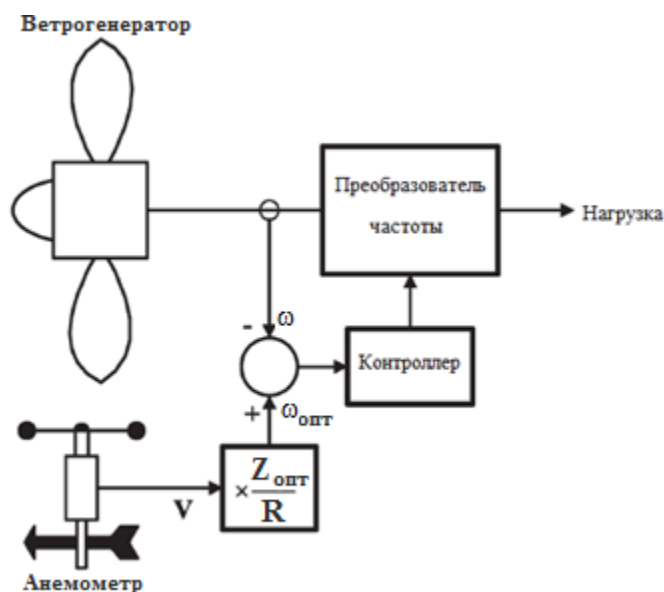 Ветрогенератор
Преобразователь
частоты
Нагрузка
- ω
Контроллер
+ ωопт
V
× Zопт
R
Анемометр